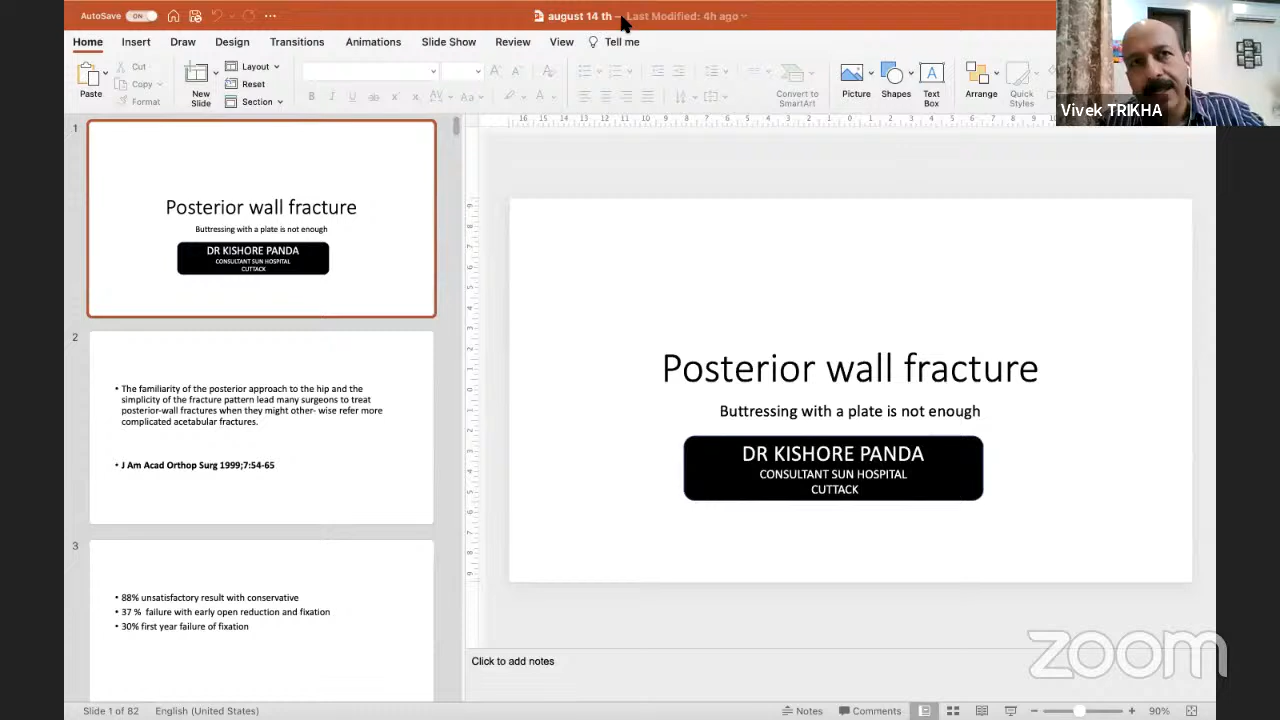 AutoSave ON
august 14 th — Last Modified: 4h ago
Home Insert Draw Design Transitions Animations Slide Show Review View Tell me
Paste
Cut
Copy
Format
New
Slide
Layout
Reset
Section
Convert to
SmartArt
Picture
Shapes
Text
Box
Arrange
Quick
Styles
Vivek TRIKHA
1
Posterior wall fracture
Buttressing with a plate is not enough
DR KISHORE PANDA
CONSULTANT SUN HOSPITAL
CUTTACK
2
• The familiarity of the posterior approach to the hip and the
simplicity of the fracture pattern lead many surgeons to treat
posterior-wall fractures when they might other- wise refer more
complicated acetabular fractures.
• J Am Acad Orthop Surg 1999;7:54-65
3
• 88% unsatisfactory result with conservative
• 37 % failure with early open reduction and fixation
• 30% first year failure of fixation
Posterior wall fracture
Buttressing with a plate is not enough
DR KISHORE PANDA
CONSULTANT SUN HOSPITAL
CUTTACK
Click to add notes
zoom
Slide 1 of 82 English (United States) Notes Comments 90%